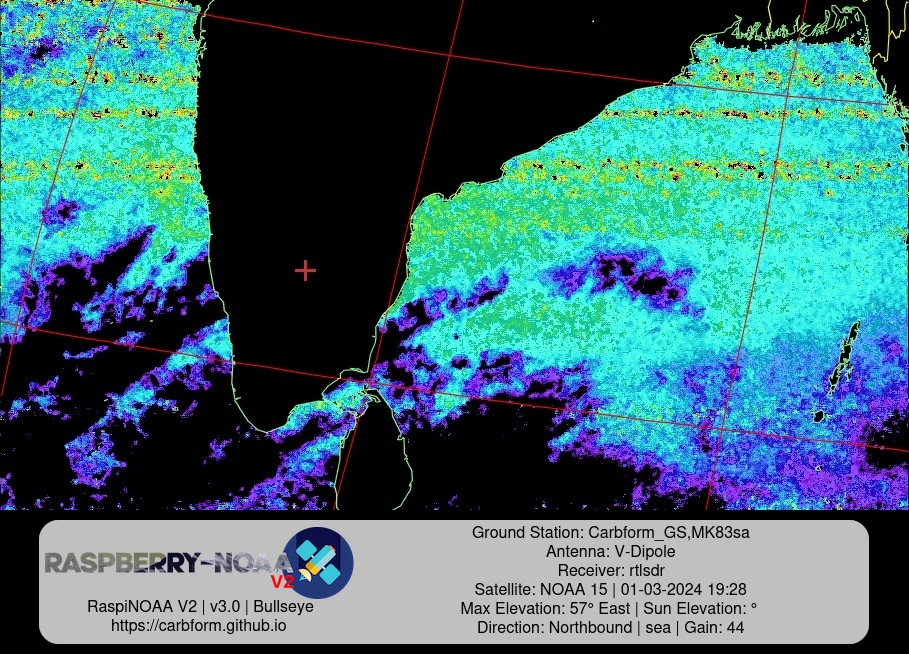 RASPBERRY-NOAA
V2
RaspiNOAA V2 | v3.0 | Bullseye
https://carbform.github.io
Ground Station: Carbform_GS,MK83sa
Antenna: V-Dipole
Receiver: rtlsdr
Satellite: NOAA 15 | 01-03-2024 19:28
Max Elevation: 57° East | Sun Elevation: °
Direction: Northbound | sea | Gain: 44